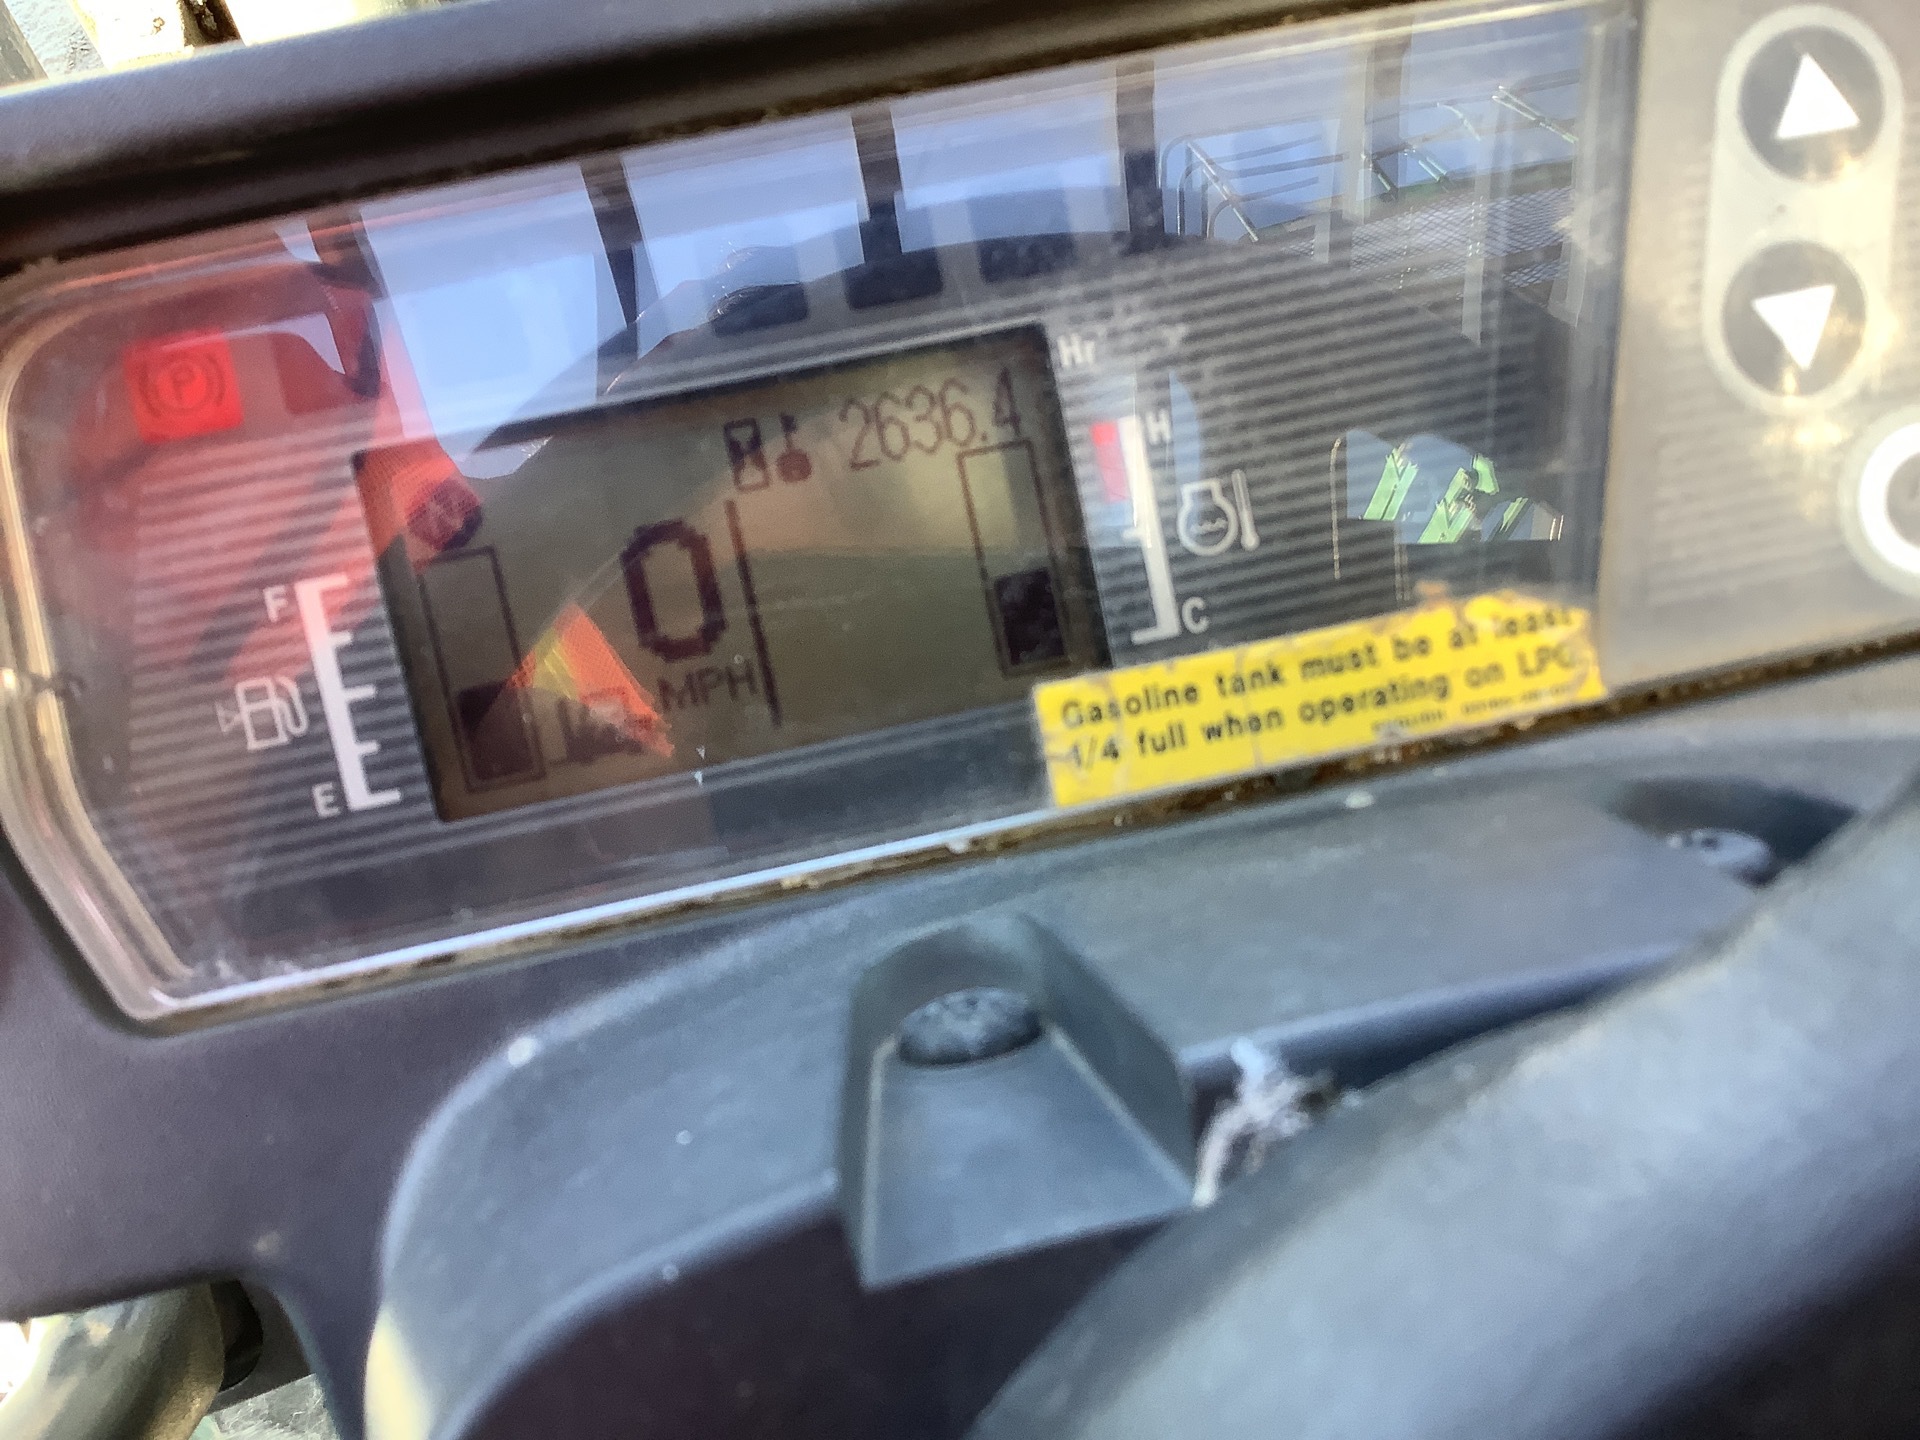 P
Hr
2636.4
H
F
0
MPH
C
E
Gasoline tank must be at least
1/4 full when operating on LPG